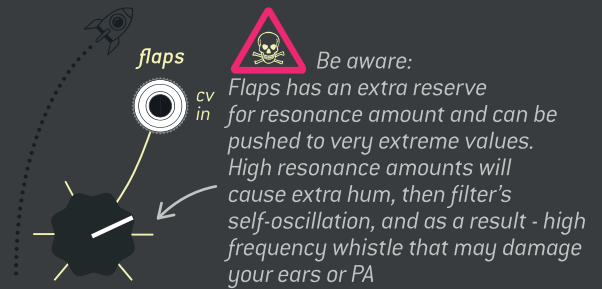 flaps
cv
in
Be aware:
Flaps has an extra reserve
for resonance amount and can be
pushed to very extreme values.
High resonance amounts will
cause extra hum, then filter's
self-oscillation, and as a result - high
frequency whistle that may damage
your ears or PA